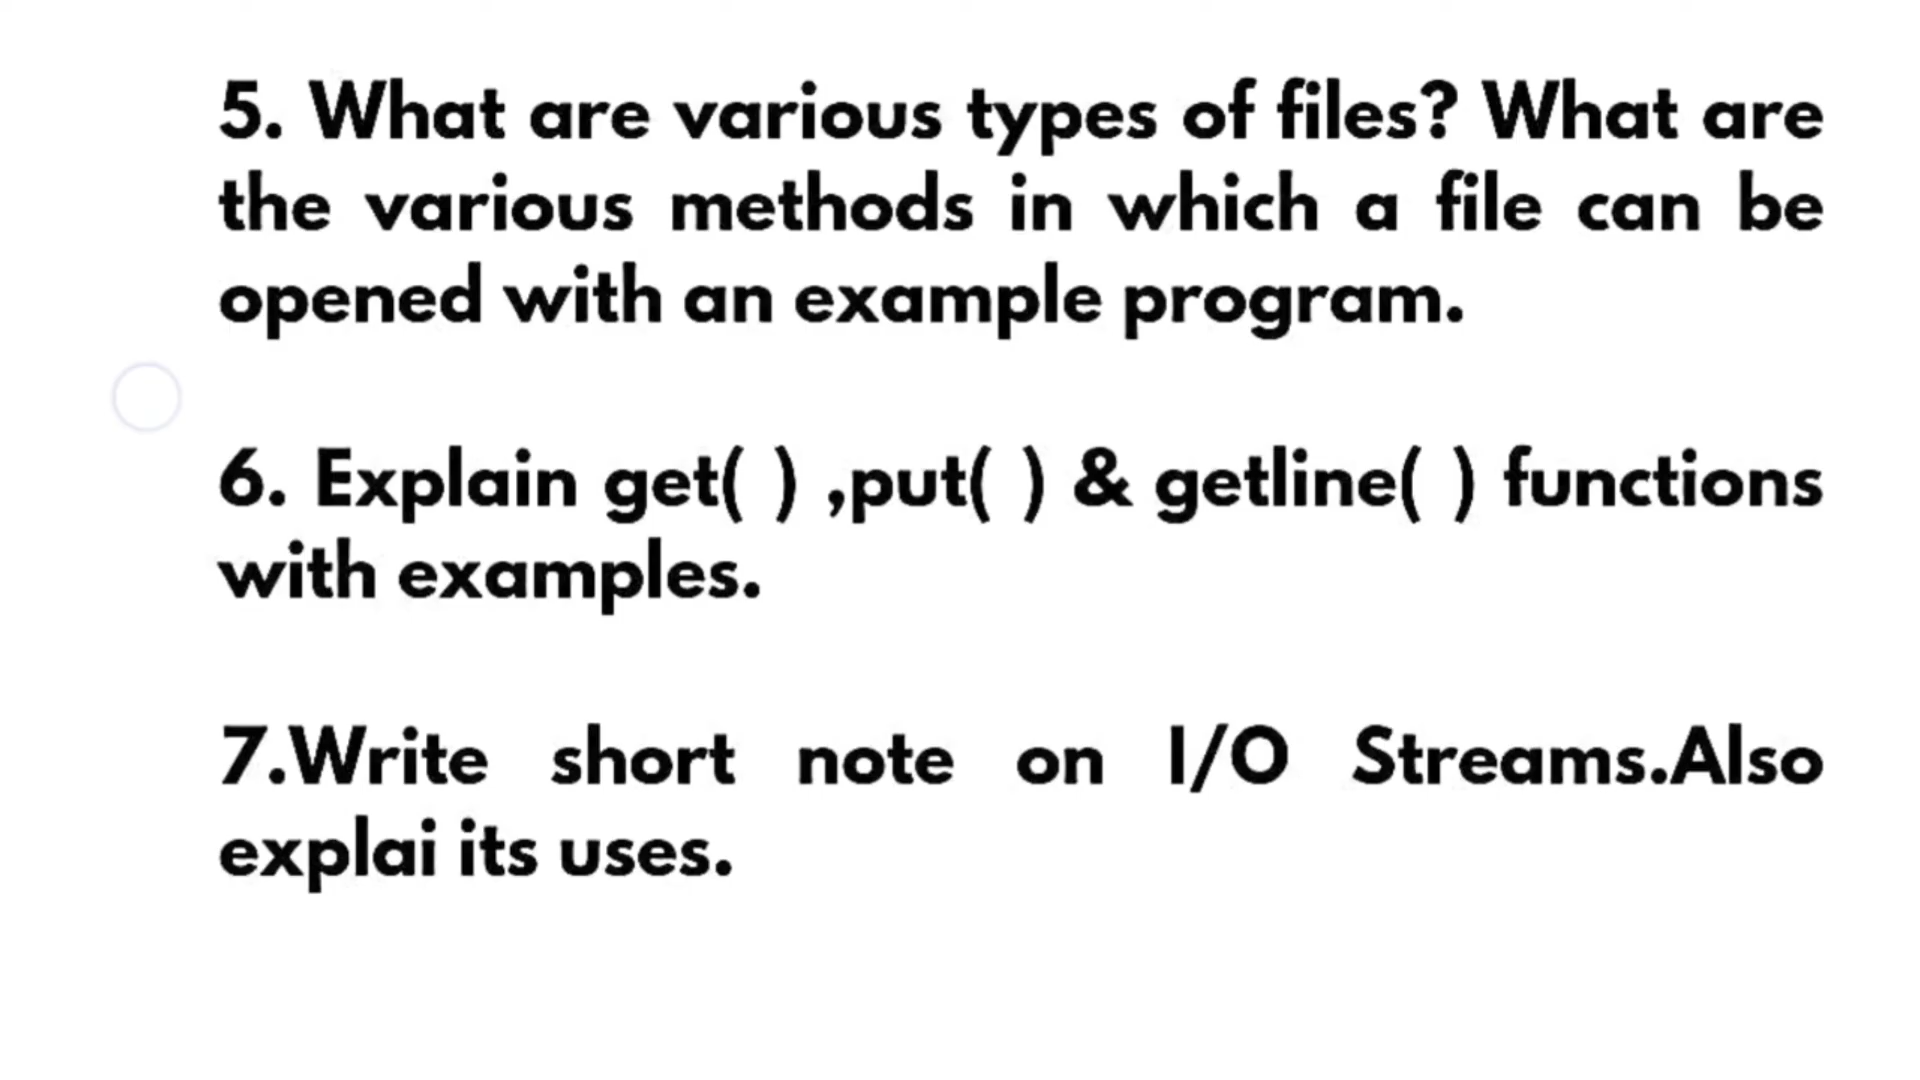 5. What are various types of files? What are
the various methods in which a file can be
opened with an example program.
6. Explain get( ) ,put( ) & getline( ) functions
with examples.
7.Write short note on I/O Streams.Also
explai its uses.